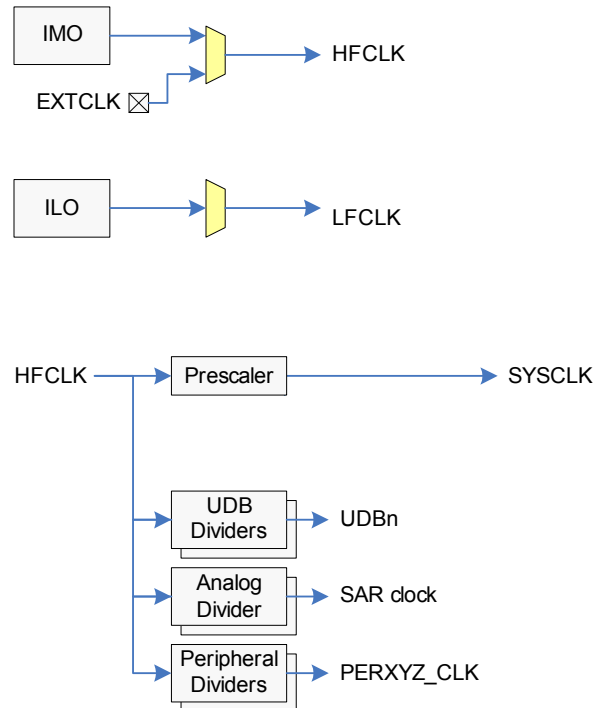 IMO
HFCLK
EXTCLK
ILO
LFCLK
HFCLK
Prescaler
SYSCLK
UDB
Dividers
UDBn
Analog
Divider
SAR clock
Peripheral
Dividers
PERXYZ_CLK